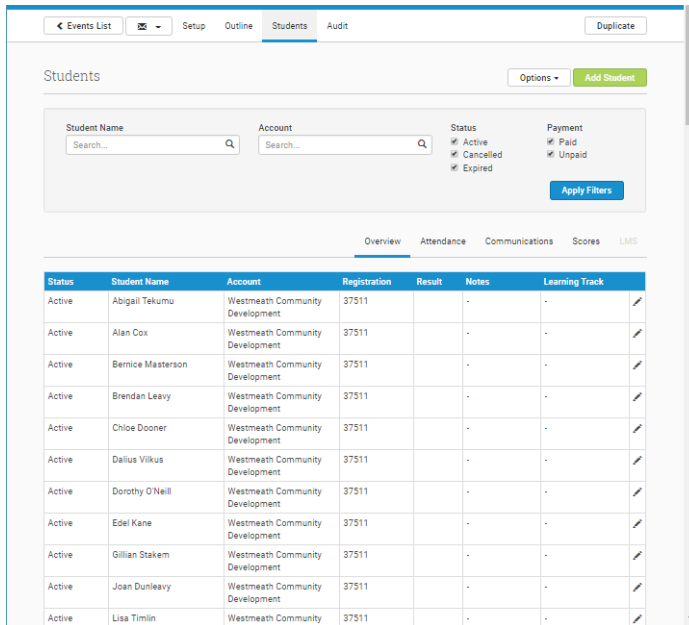 Events List Setup Outline Students Audit Duplicate
Students Options Add Student
Student Name Account Status Payment
Search... Search... Active Paid
Cancelled Unpaid
Expired
Apply Filters
Overview Attendance Communications Scores LMS
Status Student Name Account Registration Result Notes Learning Track
Active Abigail Tekumu Westmeath Community 37511 - -
Development
Active Alan Cox Westmeath Community 37511 - -
Development
Active Bernice Masterson Westmeath Community 37511 - -
Development
Active Brendan Leavy Westmeath Community 37511 - -
Development
Active Chloe Dooner Westmeath Community 37511 - -
Development
Active Dalius Vilkus Westmeath Community 37511 - -
Development
Active Dorothy O'Neill Westmeath Community 37511 - -
Development
Active Edel Kane Westmeath Community 37511 - -
Development
Active Gillian Stakem Westmeath Community 37511 - -
Development
Active Joan Dunleavy Westmeath Community 37511 - -
Development
Active Lisa Timlin Westmeath Community 37511 - -